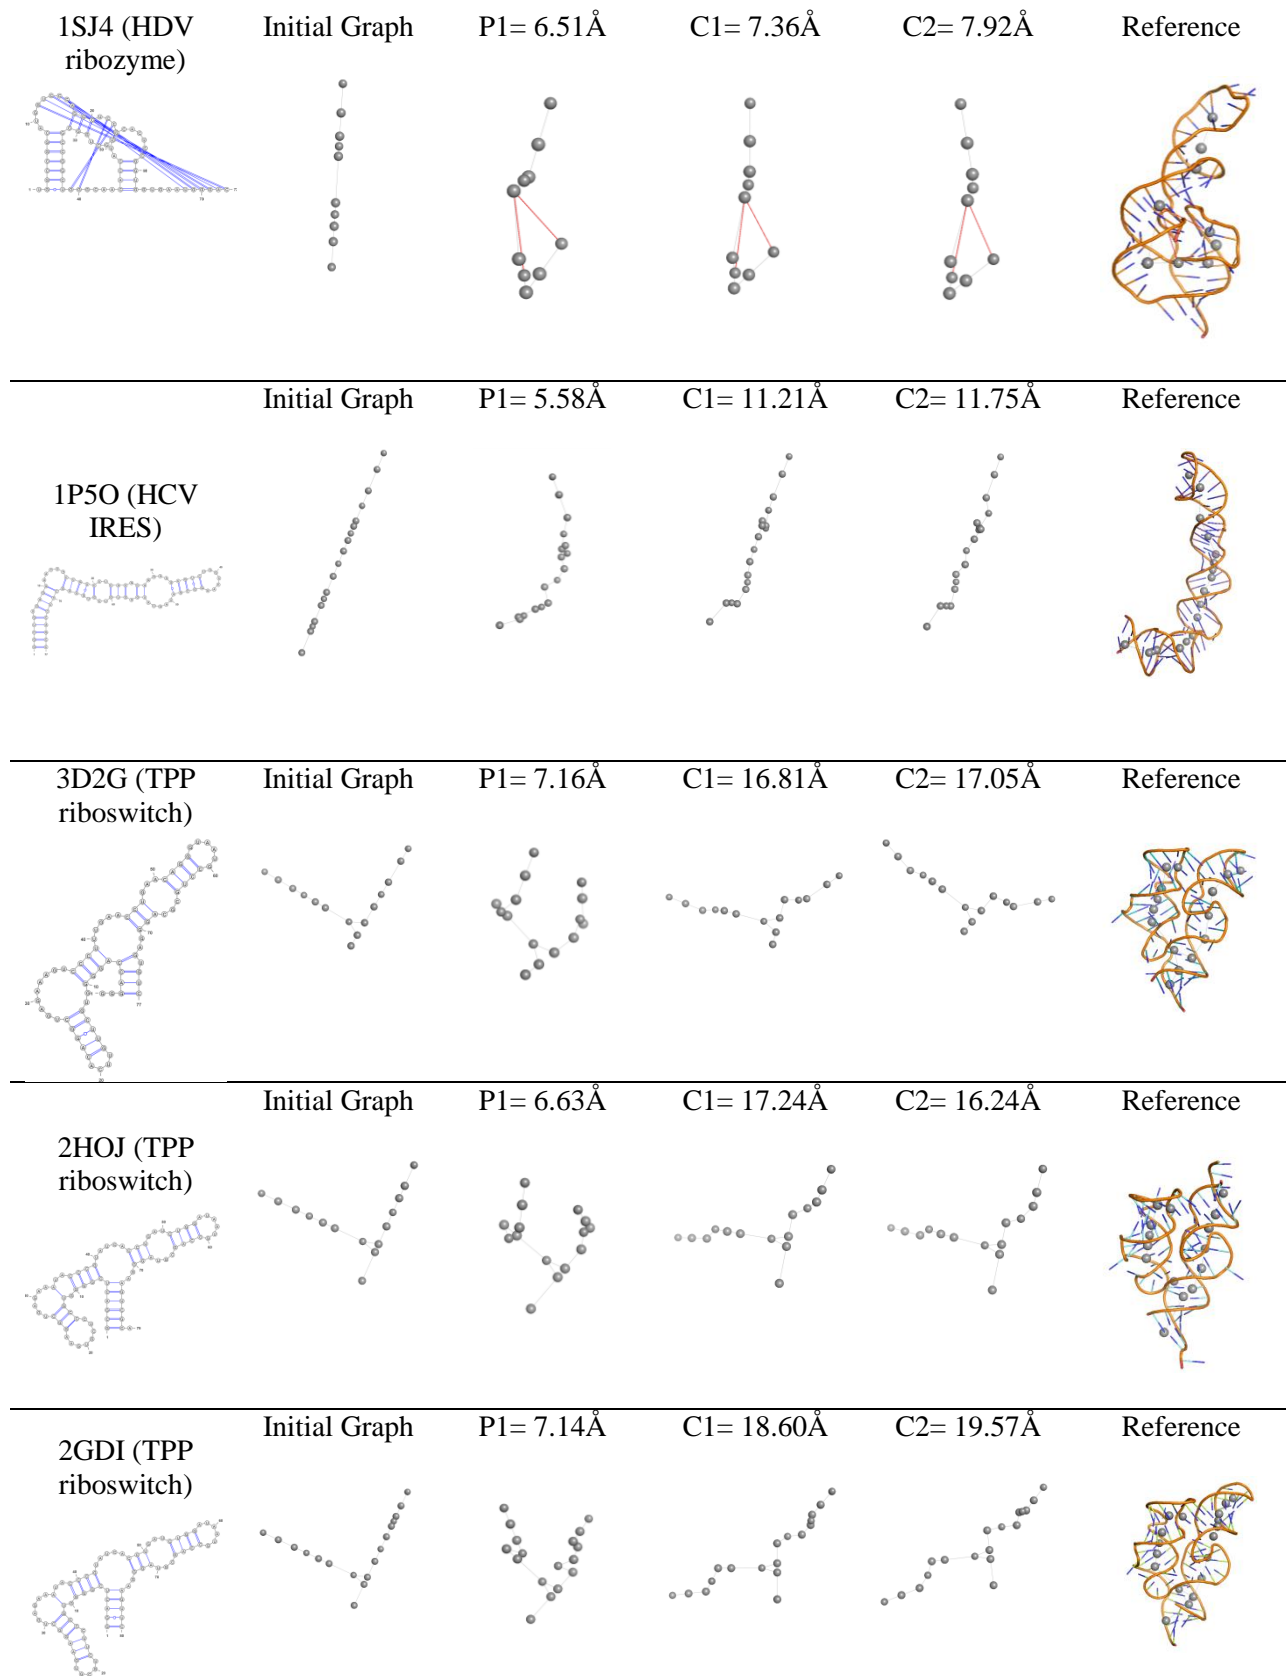 1SJ4 (HDV
ribozyme)
Initial Graph
P1= 6.51Å
C1= 7.36Å
C2= 7.92Å
Reference
Initial Graph
P1= 5.58Å
C1= 11.21Å
C2= 11.75Å
Reference
1P5O (HCV
IRES)
3D2G (TPP
riboswitch)
Initial Graph
P1= 7.16Å
C1= 16.81Å
C2= 17.05Å
Reference
Initial Graph
P1= 6.63Å
C1= 17.24Å
C2= 16.24Å
Reference
2HOJ (TPP
riboswitch)
Initial Graph
P1= 7.14Å
C1= 18.60Å
C2= 19.57Å
Reference
2GDI (TPP
riboswitch)